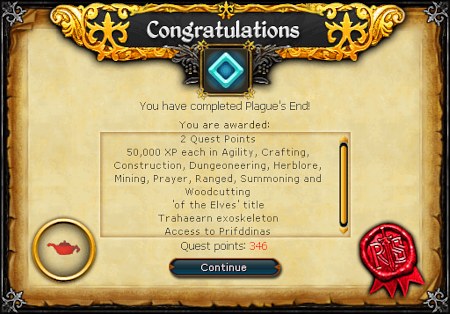 Congratulations
You have completed Plague's End!
You are awarded:
2 Quest Points
50,000 XP each in Agility, Crafting,
Construction, Dungeoneering, Herblore,
Mining, Prayer, Ranged, Summoning and
Woodcutting
'of the Elves' title
Trahaearn exoskeleton
Access to Prifddinas
Quest points: 346
Continue